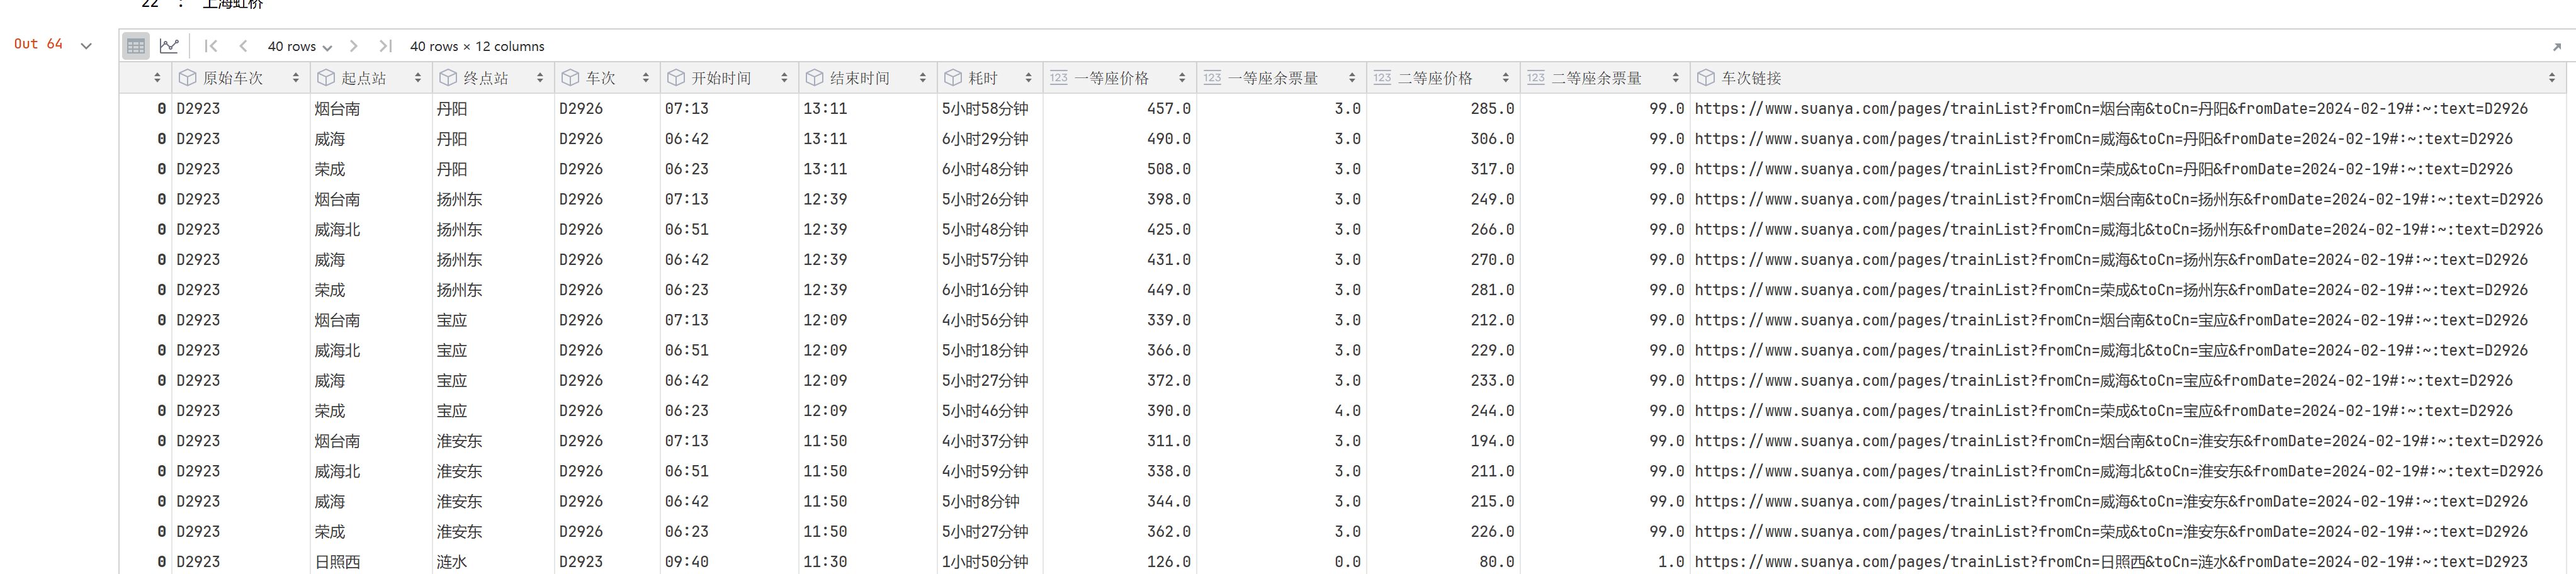 22 : 上海虹桥
Out 64 40 rows 40 rows × 12 columns
原始车次 起点站 终点站 车次 开始时间 结束时间 耗时 123 一等座价格 123 一等座余票量 123 二等座价格 123 二等座余票量 车次链接
0 D2923 烟台南 丹阳 D2926 07:13 13:11 5小时58分钟 457.0 3.0 285.0 99.0 https://www.suanya.com/pages/trainList?fromCn=烟台南&toCn=丹阳&fromDate=2024-02-19#:~:text=D2926
0 D2923 威海 丹阳 D2926 06:42 13:11 6小时29分钟 490.0 3.0 306.0 99.0 https://www.suanya.com/pages/trainList?fromCn=威海&toCn=丹阳&fromDate=2024-02-19#:~:text=D2926
0 D2923 荣成 丹阳 D2926 06:23 13:11 6小时48分钟 508.0 3.0 317.0 99.0 https://www.suanya.com/pages/trainList?fromCn=荣成&toCn=丹阳&fromDate=2024-02-19#:~:text=D2926
0 D2923 烟台南 扬州东 D2926 07:13 12:39 5小时26分钟 398.0 3.0 249.0 99.0 https://www.suanya.com/pages/trainList?fromCn=烟台南&toCn=扬州东&fromDate=2024-02-19#:~:text=D2926
0 D2923 威海北 扬州东 D2926 06:51 12:39 5小时48分钟 425.0 3.0 266.0 99.0 https://www.suanya.com/pages/trainList?fromCn=威海北&toCn=扬州东&fromDate=2024-02-19#:~:text=D2926
0 D2923 威海 扬州东 D2926 06:42 12:39 5小时57分钟 431.0 3.0 270.0 99.0 https://www.suanya.com/pages/trainList?fromCn=威海&toCn=扬州东&fromDate=2024-02-19#:~:text=D2926
0 D2923 荣成 扬州东 D2926 06:23 12:39 6小时16分钟 449.0 3.0 281.0 99.0 https://www.suanya.com/pages/trainList?fromCn=荣成&toCn=扬州东&fromDate=2024-02-19#:~:text=D2926
0 D2923 烟台南 宝应 D2926 07:13 12:09 4小时56分钟 339.0 3.0 212.0 99.0 https://www.suanya.com/pages/trainList?fromCn=烟台南&toCn=宝应&fromDate=2024-02-19#:~:text=D2926
0 D2923 威海北 宝应 D2926 06:51 12:09 5小时18分钟 366.0 3.0 229.0 99.0 https://www.suanya.com/pages/trainList?fromCn=威海北&toCn=宝应&fromDate=2024-02-19#:~:text=D2926
0 D2923 威海 宝应 D2926 06:42 12:09 5小时27分钟 372.0 3.0 233.0 99.0 https://www.suanya.com/pages/trainList?fromCn=威海&toCn=宝应&fromDate=2024-02-19#:~:text=D2926
0 D2923 荣成 宝应 D2926 06:23 12:09 5小时46分钟 390.0 4.0 244.0 99.0 https://www.suanya.com/pages/trainList?fromCn=荣成&toCn=宝应&fromDate=2024-02-19#:~:text=D2926
0 D2923 烟台南 淮安东 D2926 07:13 11:50 4小时37分钟 311.0 3.0 194.0 99.0 https://www.suanya.com/pages/trainList?fromCn=烟台南&toCn=淮安东&fromDate=2024-02-19#:~:text=D2926
0 D2923 威海北 淮安东 D2926 06:51 11:50 4小时59分钟 338.0 3.0 211.0 99.0 https://www.suanya.com/pages/trainList?fromCn=威海北&toCn=淮安东&fromDate=2024-02-19#:~:text=D2926
0 D2923 威海 淮安东 D2926 06:42 11:50 5小时8分钟 344.0 3.0 215.0 99.0 https://www.suanya.com/pages/trainList?fromCn=威海&toCn=淮安东&fromDate=2024-02-19#:~:text=D2926
0 D2923 荣成 淮安东 D2926 06:23 11:50 5小时27分钟 362.0 3.0 226.0 99.0 https://www.suanya.com/pages/trainList?fromCn=荣成&toCn=淮安东&fromDate=2024-02-19#:~:text=D2926
0 D2923 日照西 涟水 D2923 09:40 11:30 1小时50分钟 126.0 0.0 80.0 1.0 https://www.suanya.com/pages/trainList?fromCn=日照西&toCn=涟水&fromDate=2024-02-19#:~:text=D2923